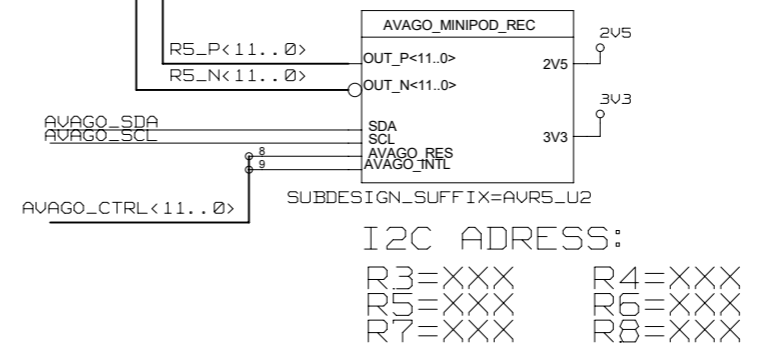 AVAGO_MINIPOD_REC
2V5
R5_P<11..0>
OUT_P<11..0>
2V5
R5_N<11..0>
OUT_N<11..0>
3V3
AVAGO_SDA
SDA
AVAGO_SCL
SCL
3V3
8
AVAGO_RES
9
AVAGO_INTL
AVAGO_CTRL<11..0>
SUBDESIGN_SUFFIX=AVR5_U2
I2C ADRESS:
R3=XXX R4=XXX
R5=XXX R6=XXX
R7=XXX R8=XXX